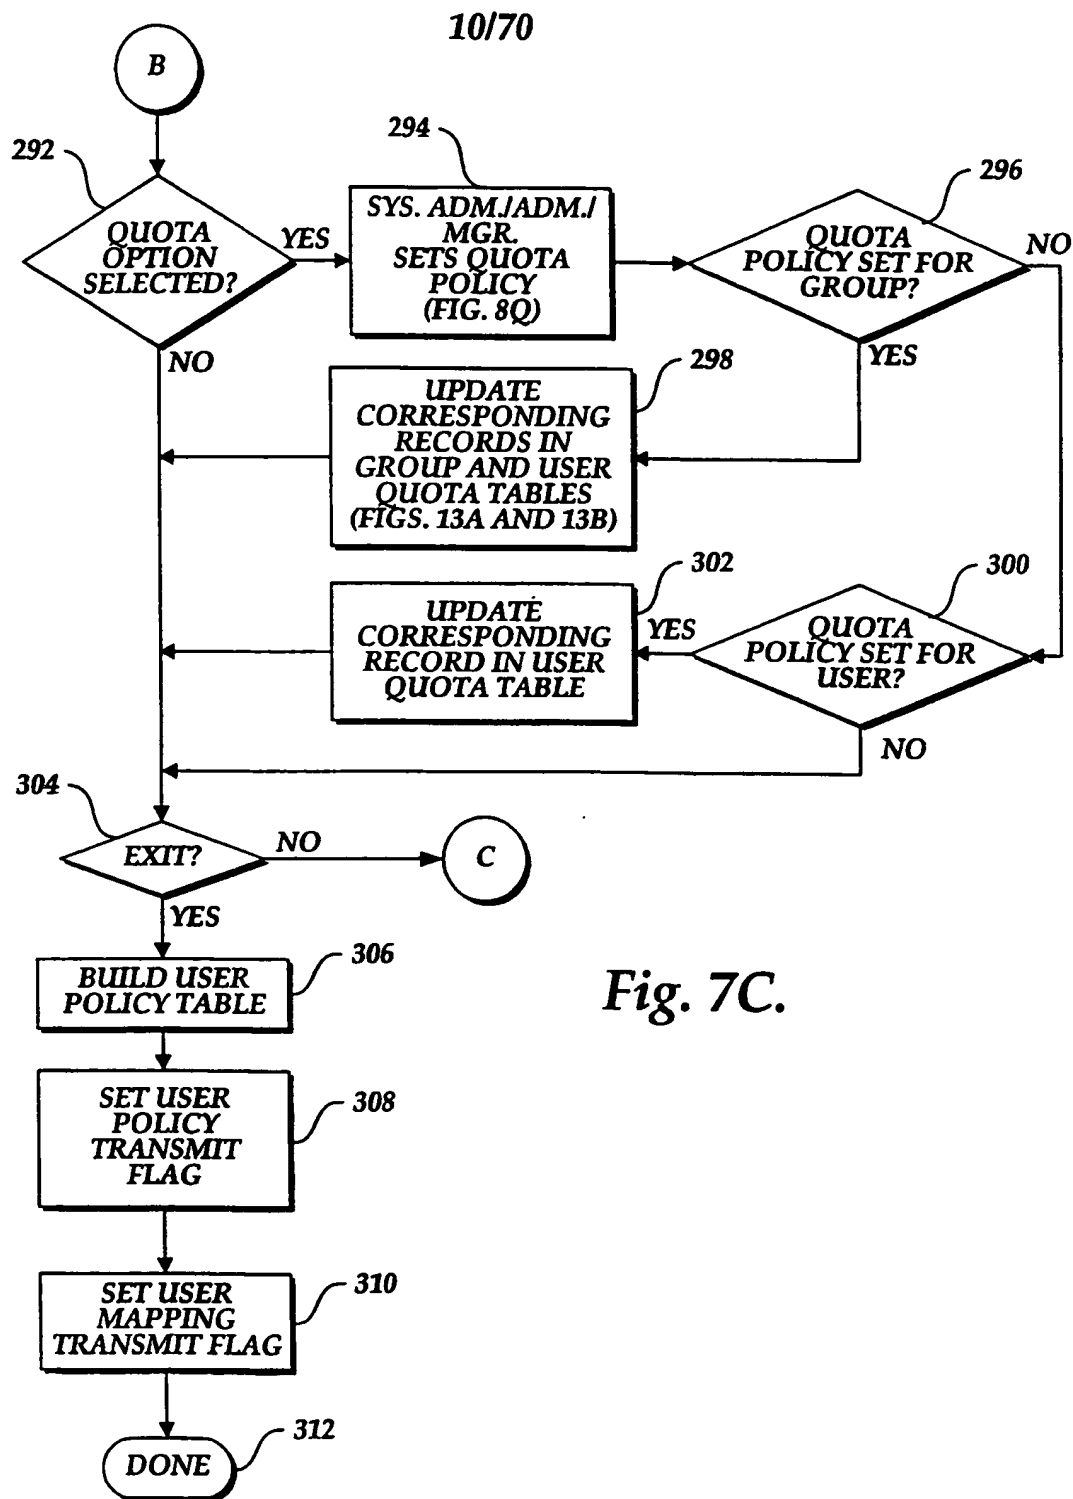 10/70
B
292
QUOTA
OPTION
SELECTED?
YES
NO
294
SYS. ADM./ADM./
MGR.
SETS QUOTA
POLICY
(FIG. 8Q)
296
QUOTA
POLICY SET FOR
GROUP?
NO
YES
298
UPDATE
CORRESPONDING
RECORDS IN
GROUP AND USER
QUOTA TABLES
(FIGS. 13A AND 13B)
300
QUOTA
POLICY SET FOR
USER?
YES
NO
302
UPDATE
CORRESPONDING
RECORD IN USER
QUOTA TABLE
304
EXIT?
NO
C
YES
306
BUILD USER
POLICY TABLE
308
SET USER
POLICY
TRANSMIT
FLAG
310
SET USER
MAPPING
TRANSMIT FLAG
312
DONE
Fig. 7C.